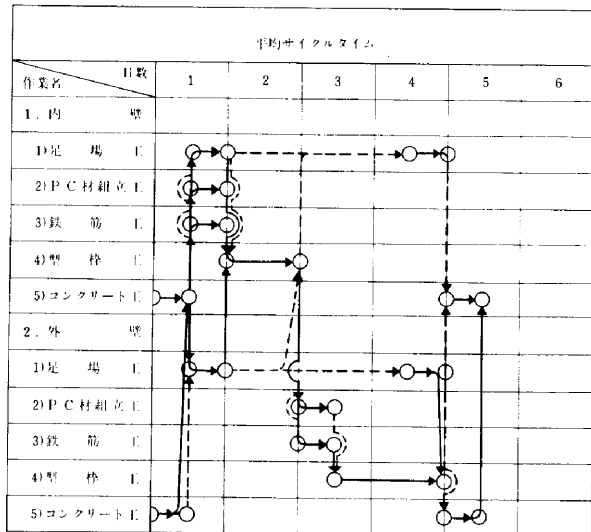 平均サイクルタイム
日数
作業名
1 2 3 4 5 6
1. 内 壁
1)足 場 工
2)PC材組立工
3)鉄 筋 工
4)型 枠 工
5)コンクリート工
2. 外 壁
1)足 場 工
2)PC材組立工
3)鉄 筋 工
4)型 枠 工
5)コンクリート工